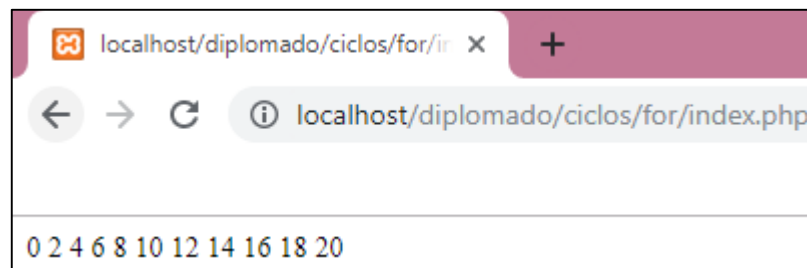 localhost/diplomado/ciclos/for/ir
localhost/diplomado/ciclos/for/index.php
0 2 4 6 8 10 12 14 16 18 20